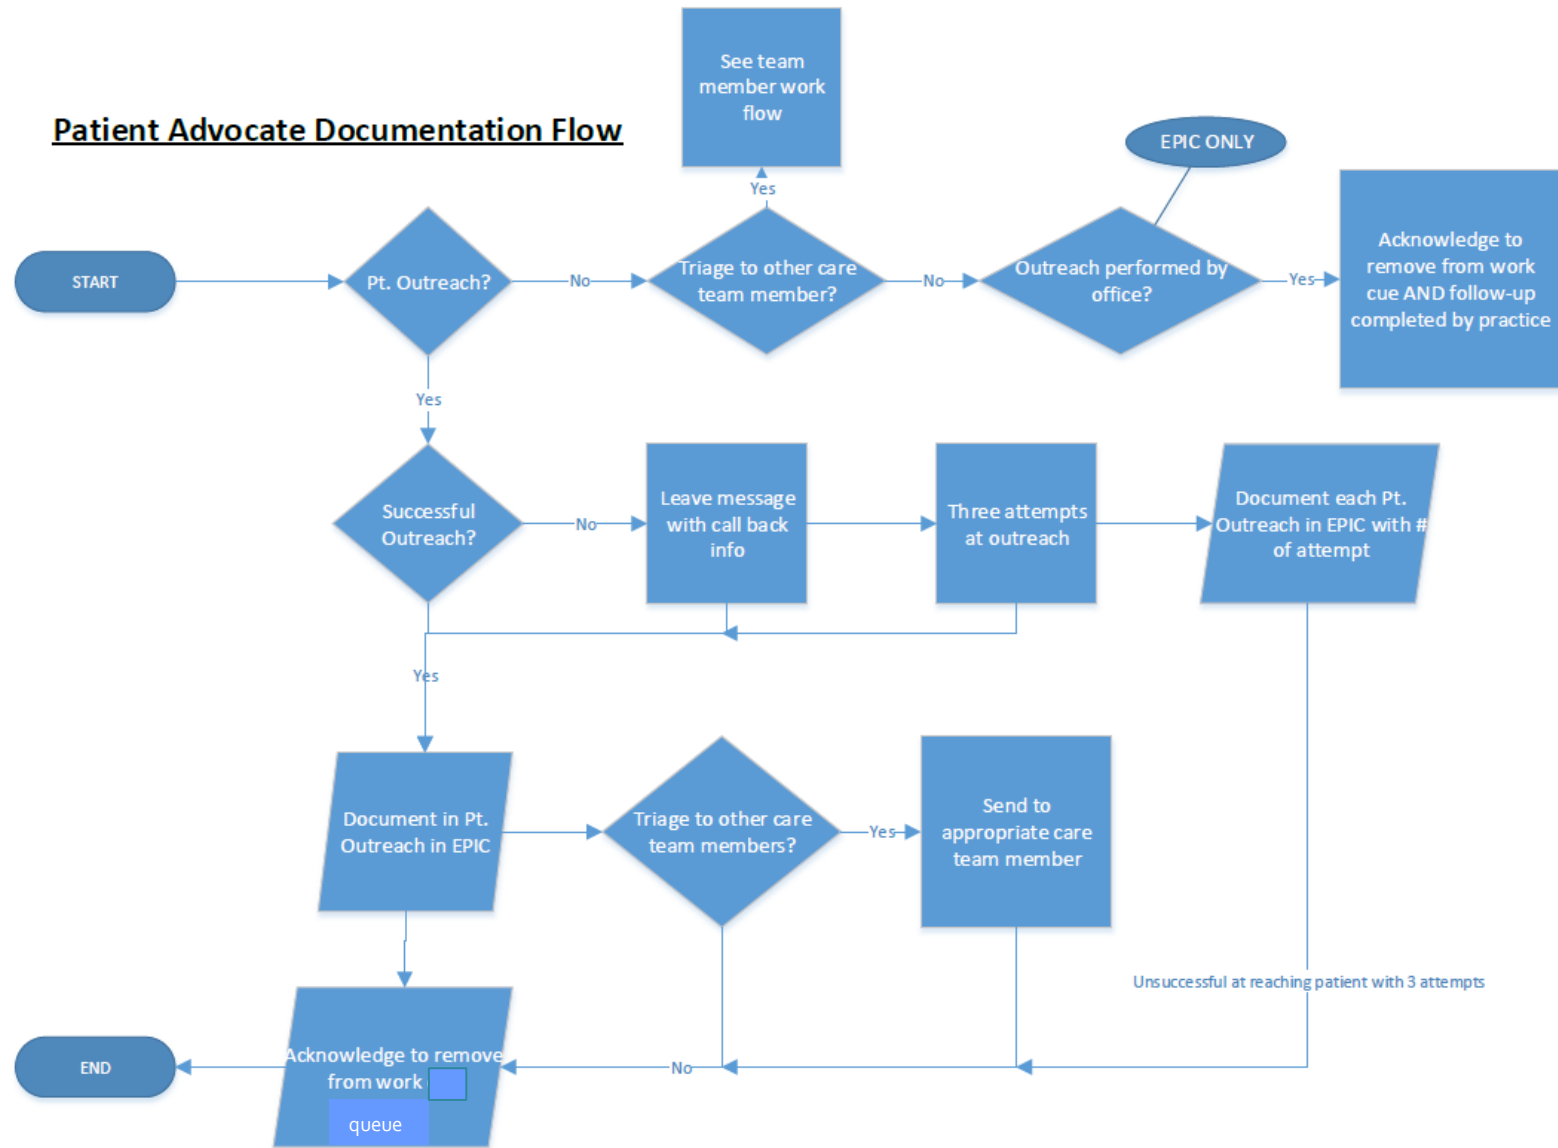 See team
member work
flow
Patient Advocate Documentation Flow
EPIC ONLY
Yes
START
Pt. Outreach?
No
Triage to other care
team member?
No
Outreach performed by
office?
Yes
Acknowledge to
remove from work
cue AND follow-up
completed by practice
Yes
Successful
Outreach?
No
Leave message
with call back
info
Three attempts
at outreach
Document each Pt.
Outreach in EPIC with #
of attempt
Yes
Document in Pt.
Outreach in EPIC
Triage to other care
team members?
Yes
Send to
appropriate care
team member
Unsuccessful at reaching patient with 3 attempts
END
Acknowledge to remove
from work
queue
No